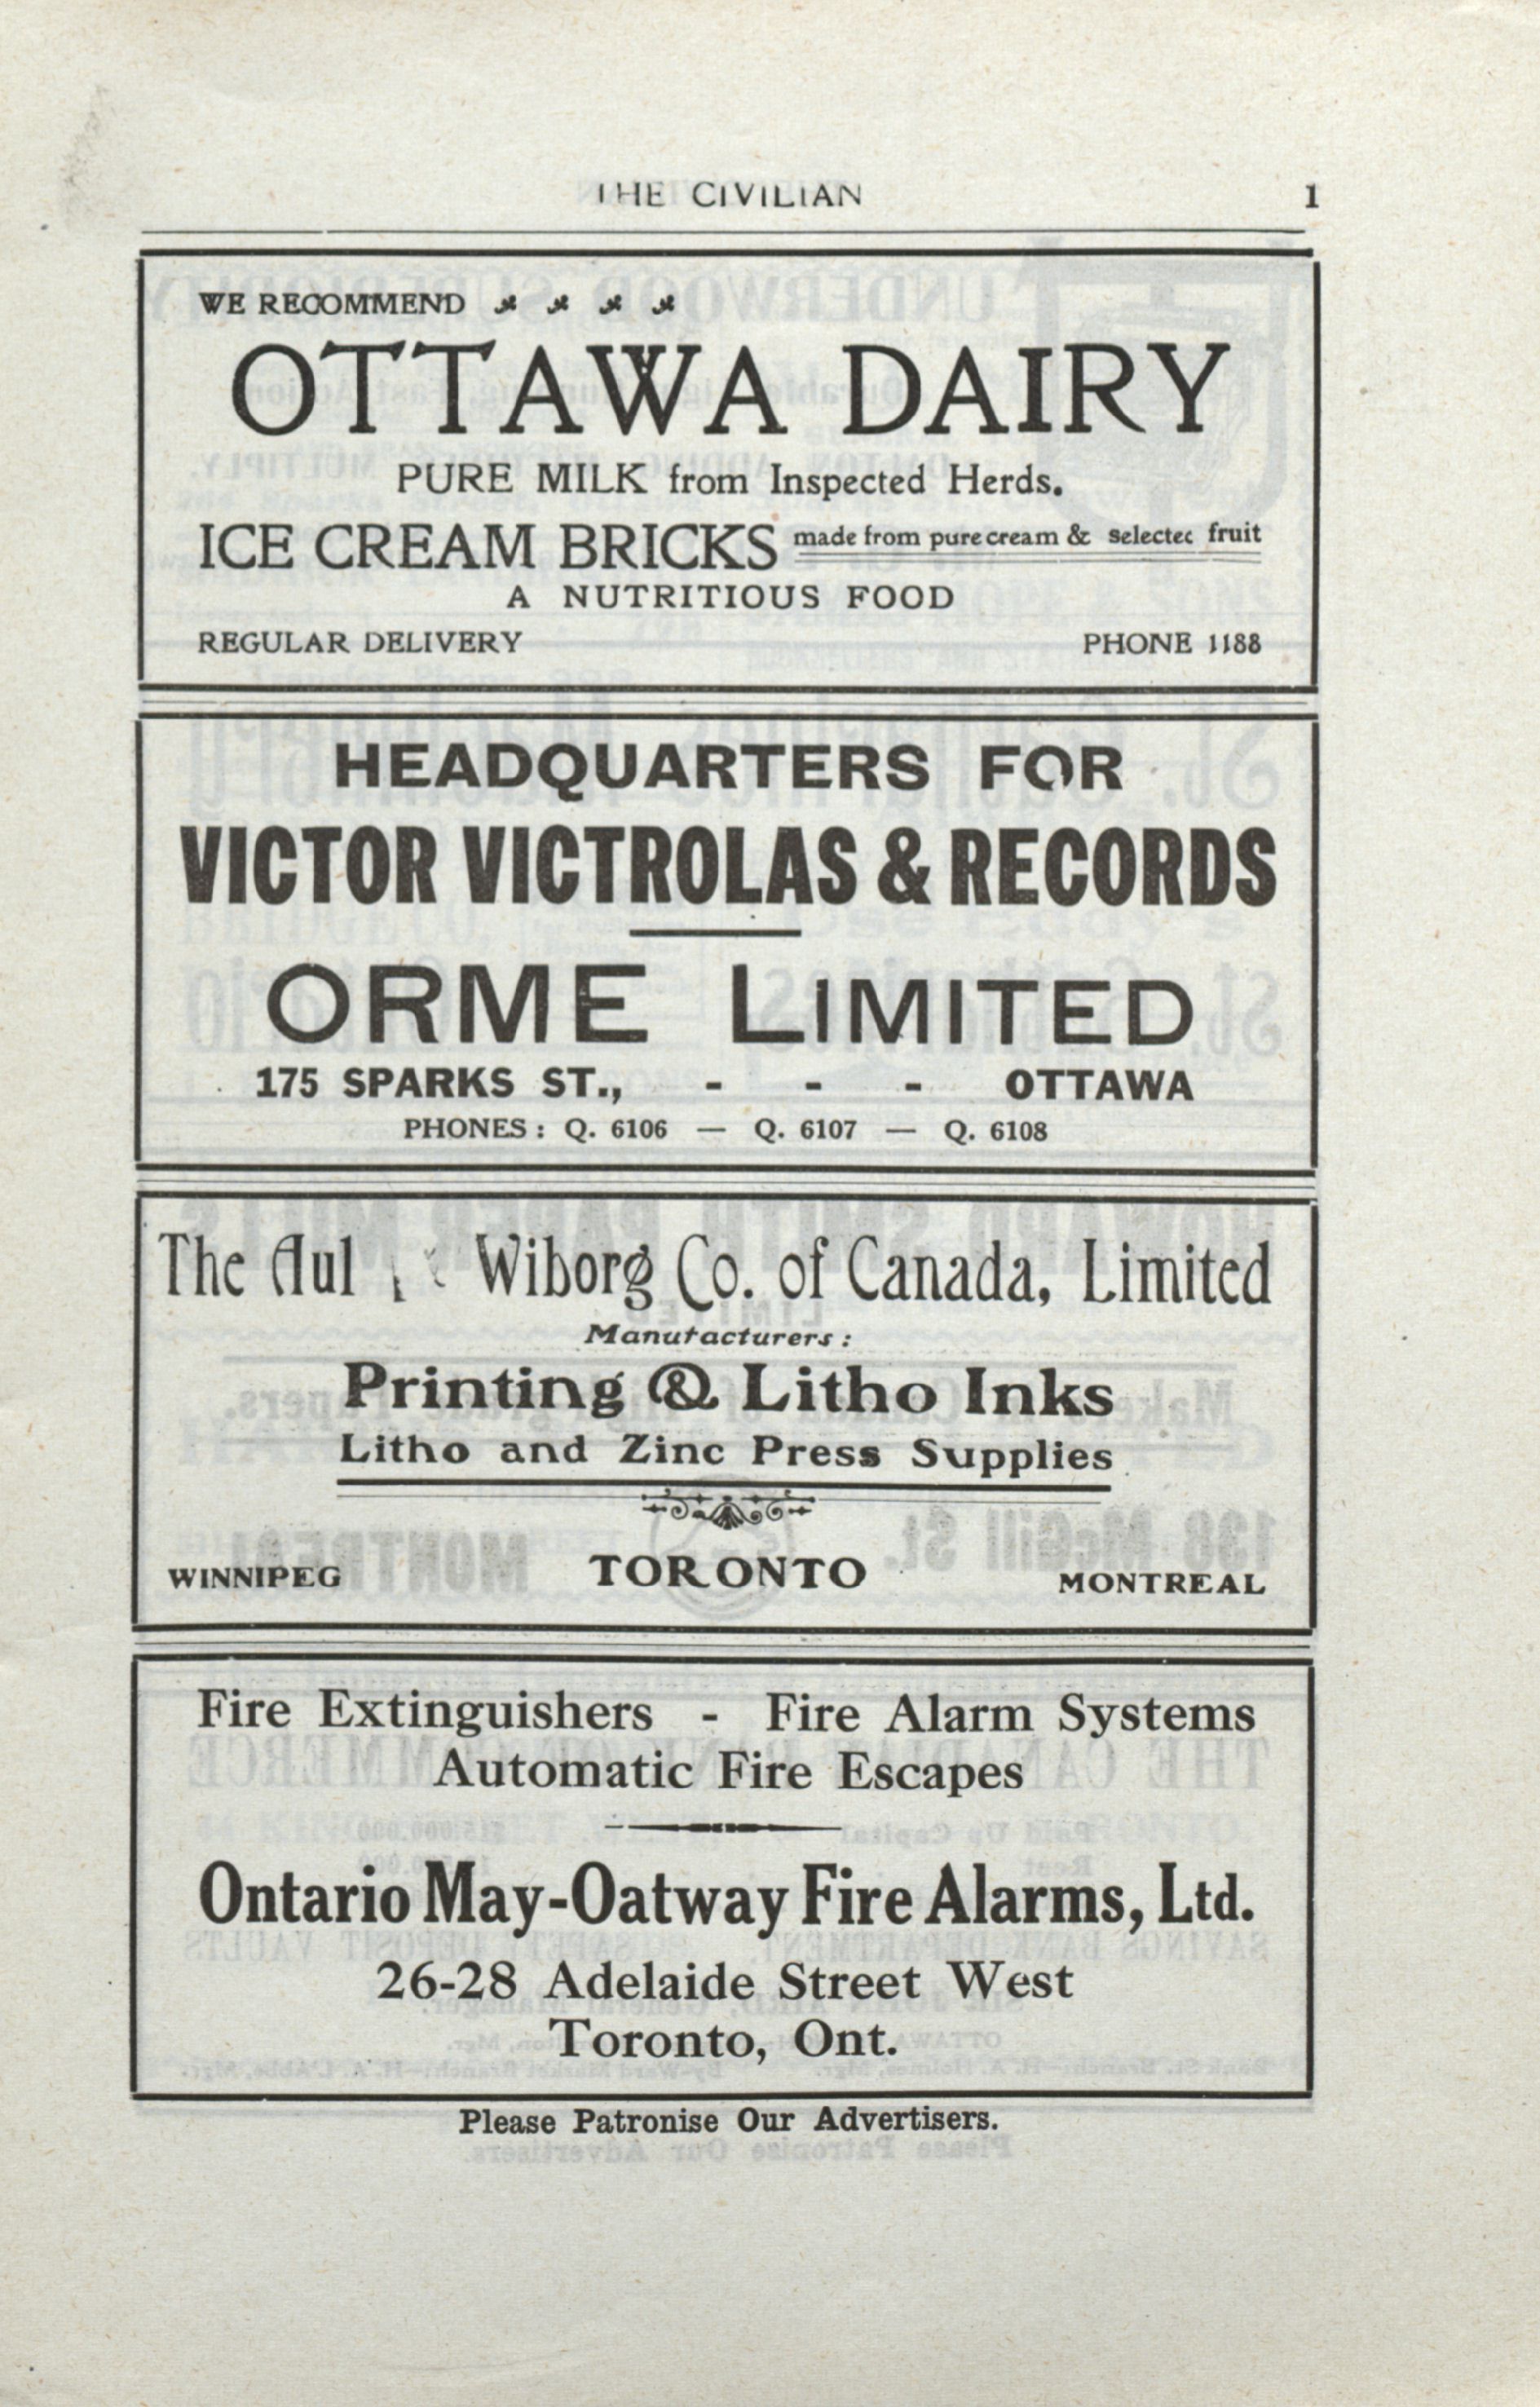 THE CIVILIAN 1
WE RECOMMEND
OTTAWA DAIRY
PURE MILK from Inspected Herds.
ICE CREAM BRICKS made from pure cream & selectec fruit
A NUTRITIOUS FOOD
REGULAR DELIVERY PHONE 1188
HEADQUARTERS FOR
VICTOR VICTROLAS & RECORDS
ORME LIMITED
175 SPARKS ST., - - - OTTAWA
PHONES: Q. 6106 — Q. 6107 — Q. 6108
The Aul Wiborg Co. of Canada, Limited
Manufacturers:
Printing & Litho Inks
Litho and Zinc Press Supplies
WINNIPEG TORONTO MONTREAL
Fire Extinguishers - Fire Alarm Systems
Automatic Fire Escapes
Ontario May-Oatway Fire Alarms, Ltd.
26-28 Adelaide Street West
Toronto, Ont.
Please Patronise Our Advertisers.